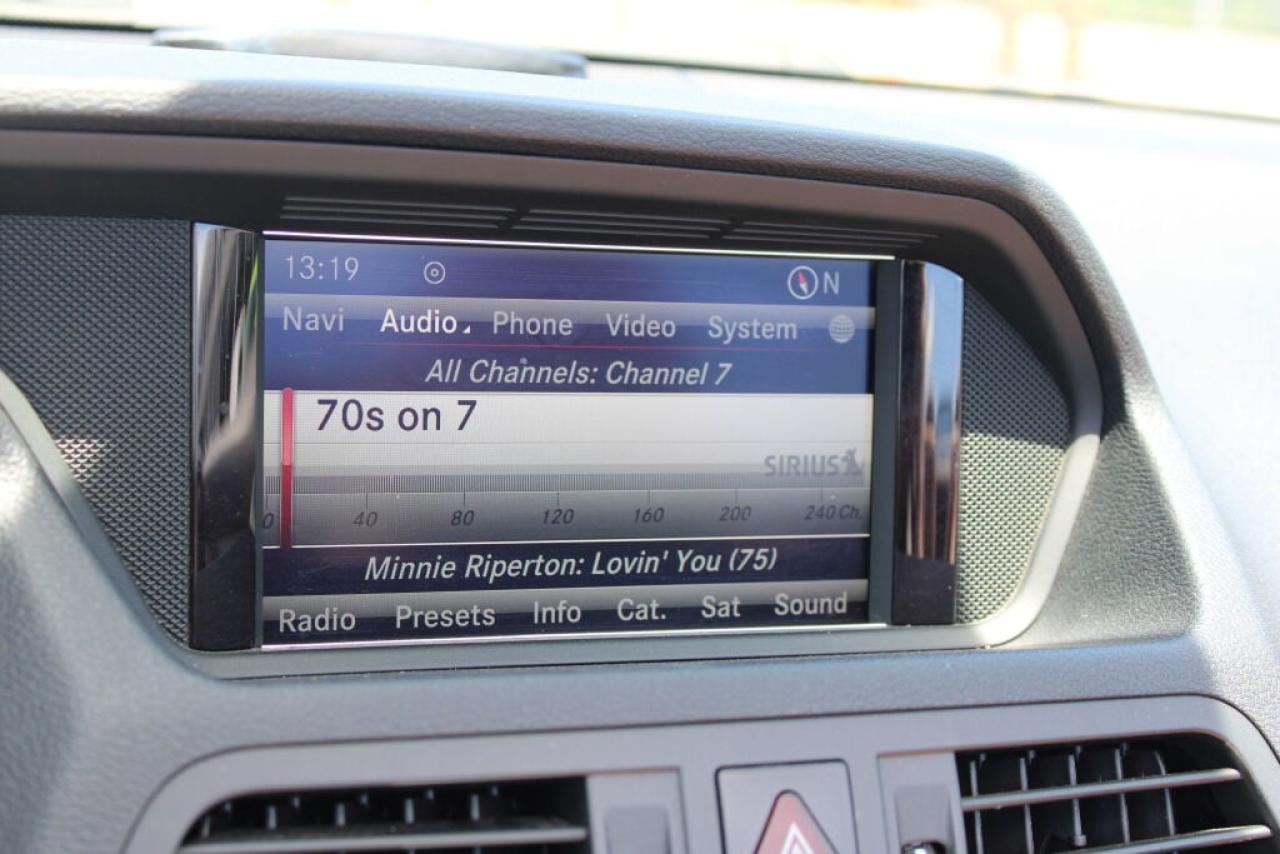 13:19 N
Navi Audio Phone Video System
All Channels: Channel 7
70s on 7
SIRIUS
0 40 80 120 160 200 240 Ch.
Minnie Riperton: Lovin' You (75)
Radio Presets Info Cat. Sat Sound